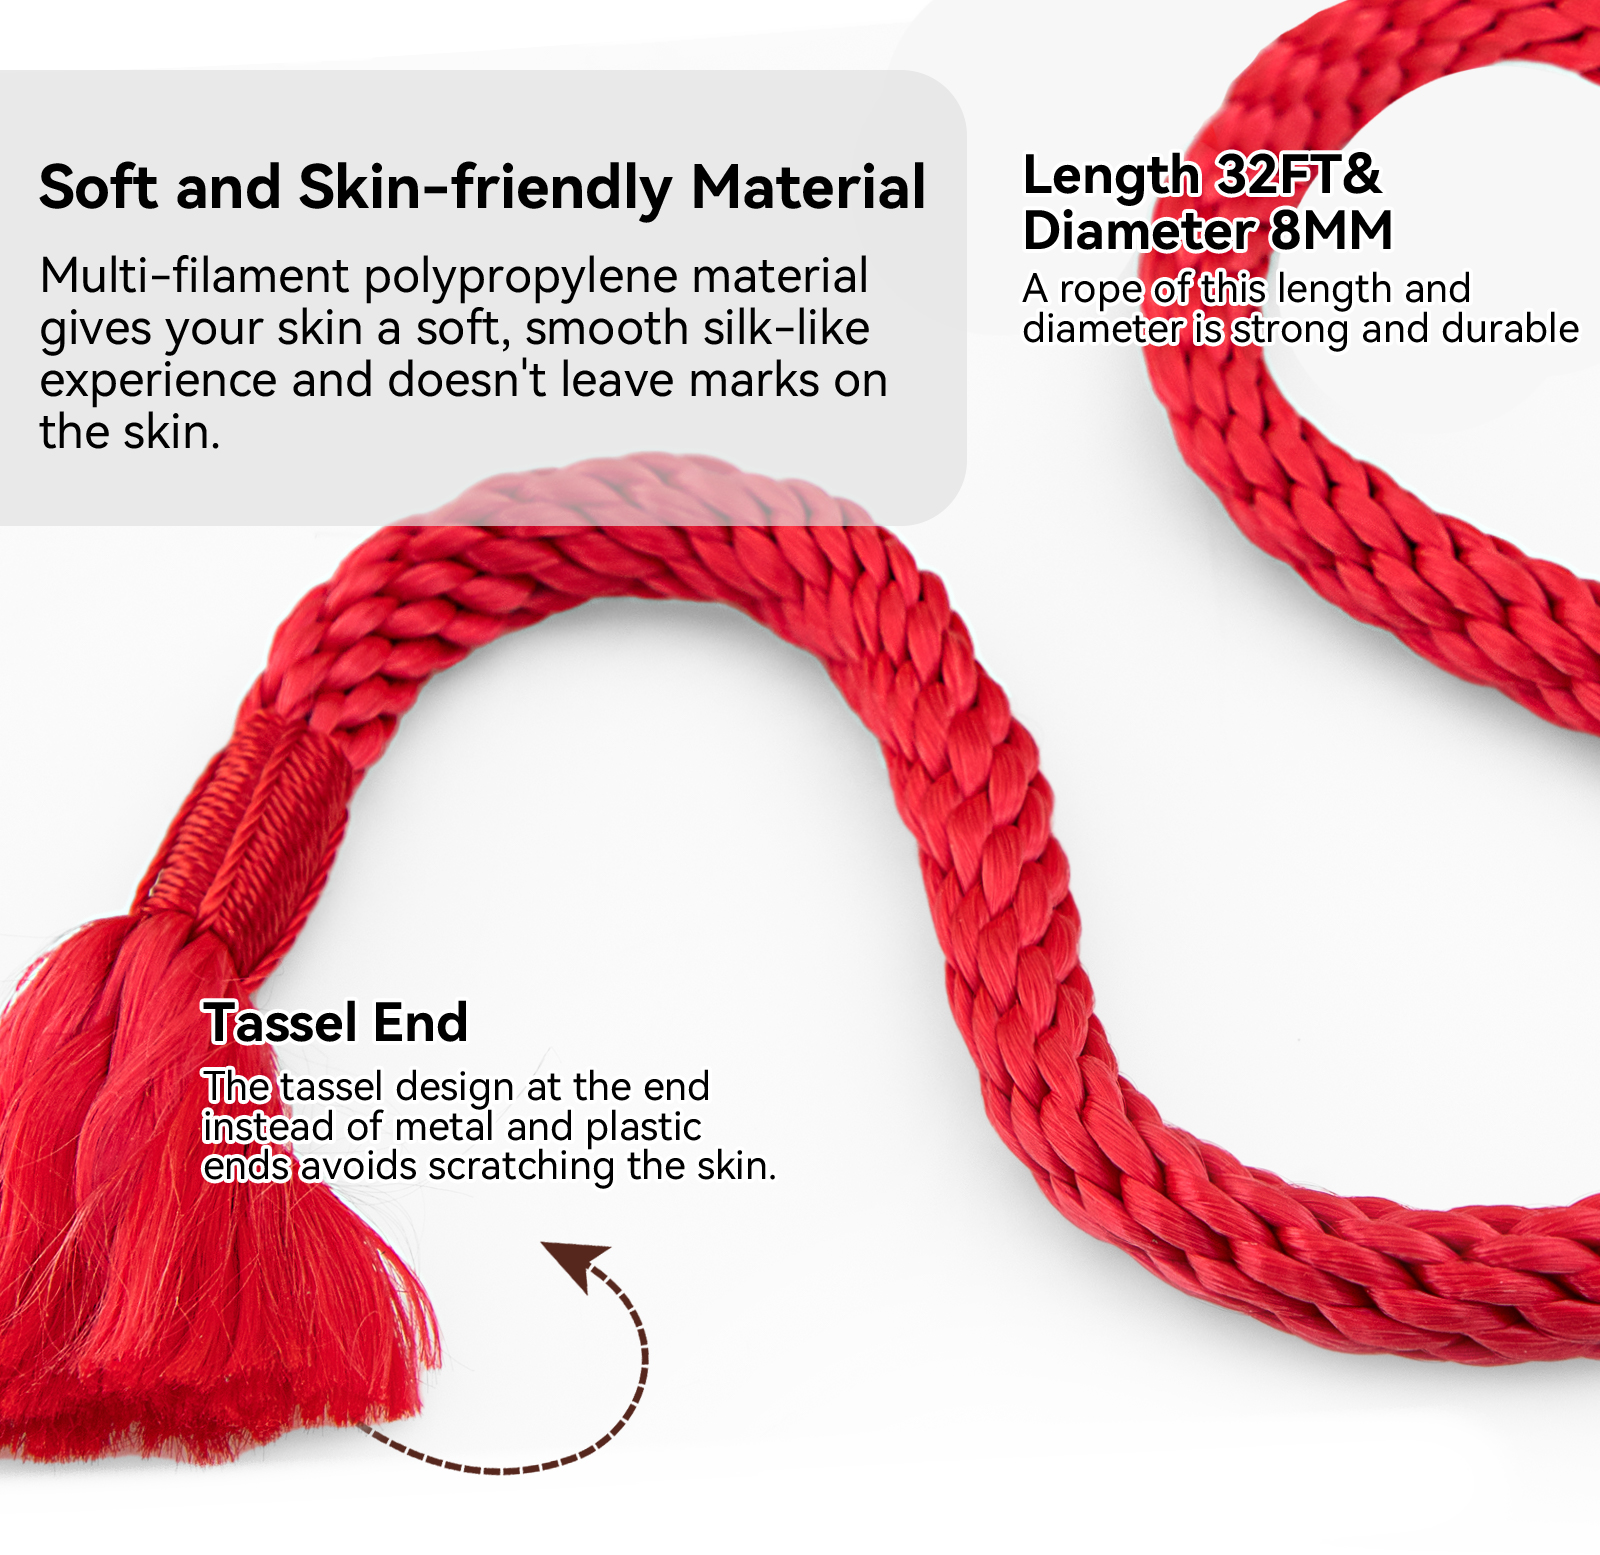 Soft and Skin-friendly Material
Multi-filament polypropylene material
gives your skin a soft, smooth silk-like
experience and doesn't leave marks on
the skin.
Length 32FT&
Diameter 8MM
A rope of this length and
diameter is strong and durable
Tassel End
The tassel design at the end
instead of metal and plastic
ends avoids scratching the skin.